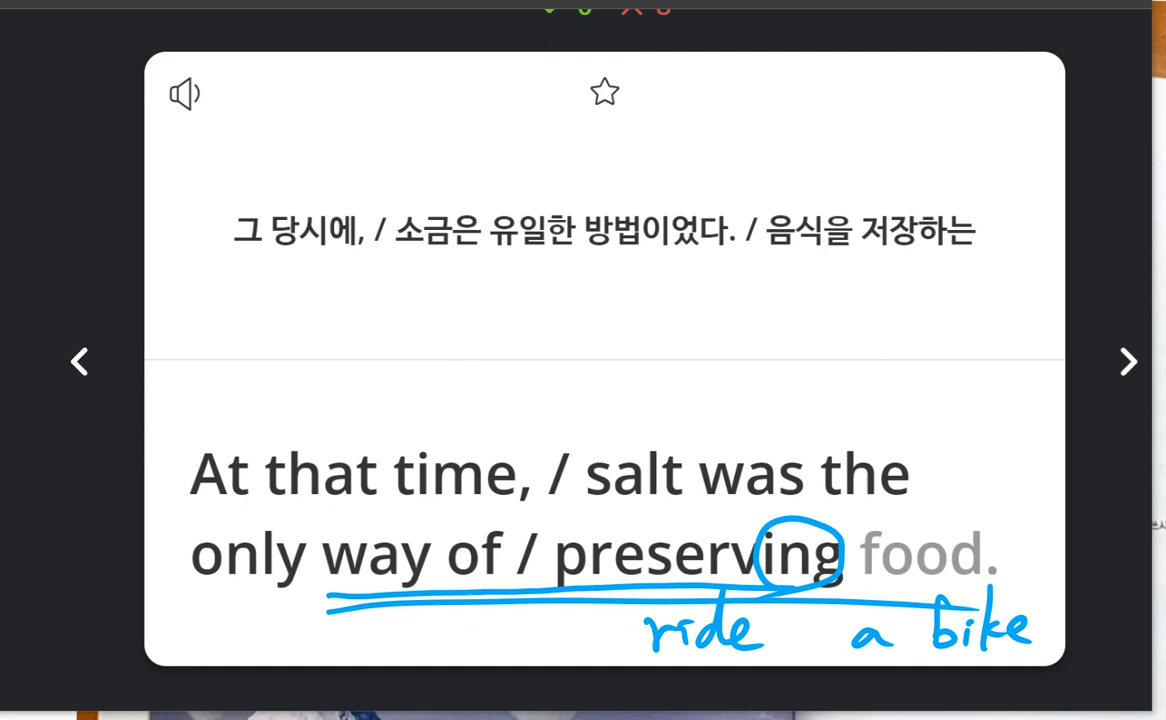 그 당시에, / 소금은 유일한 방법이었다. / 음식을 저장하는
At that time, / salt was the
only way of / preserving food.
ride a bike